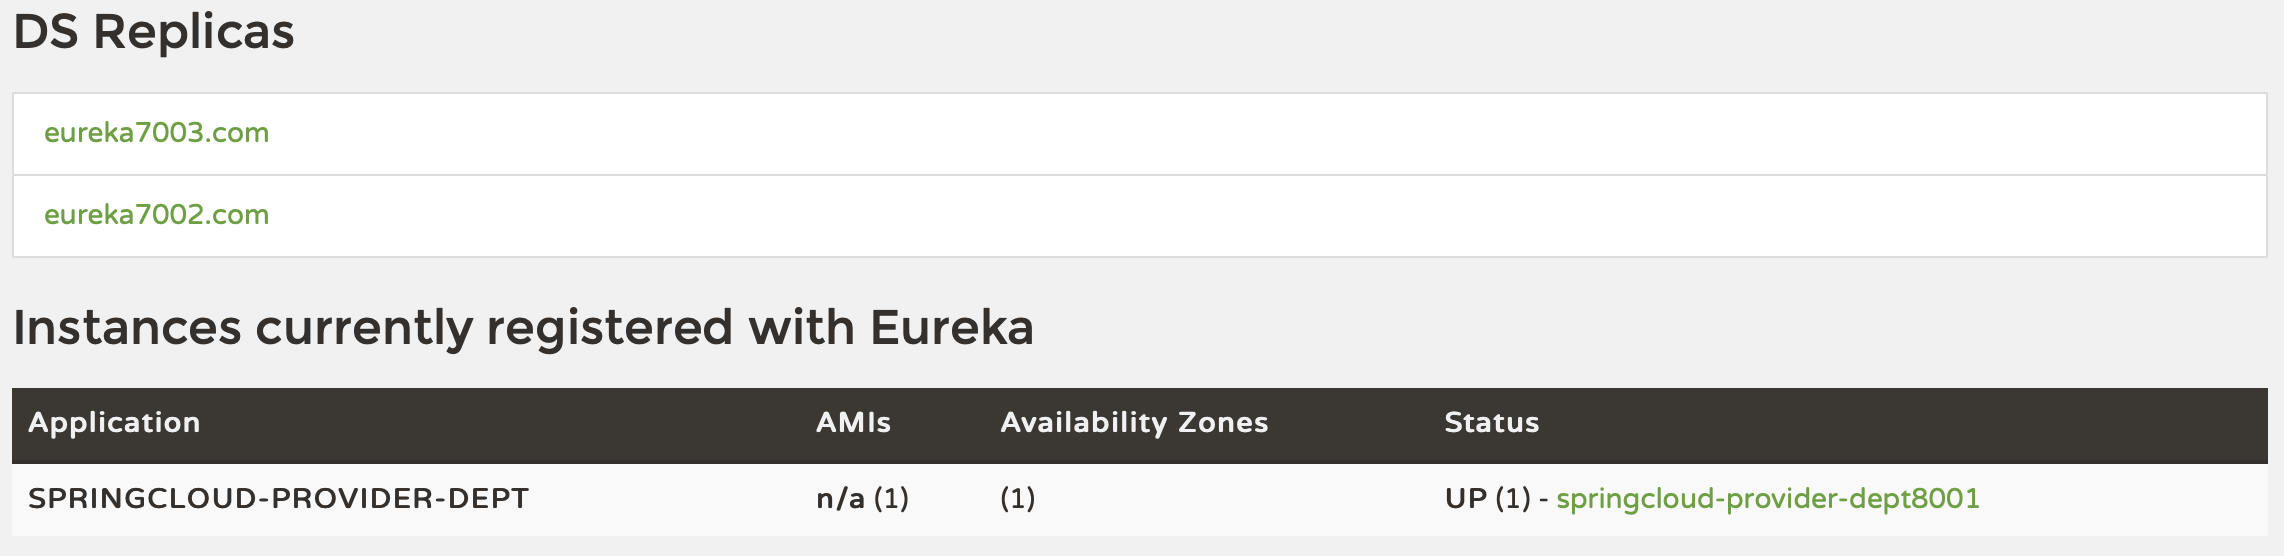 DS Replicas
eureka7003.com
eureka7002.com
Instances currently registered with Eureka
Application AMIs Availability Zones Status
SPRINGCLOUD-PROVIDER-DEPT n/a (1) (1) UP (1) - springcloud-provider-dept8001